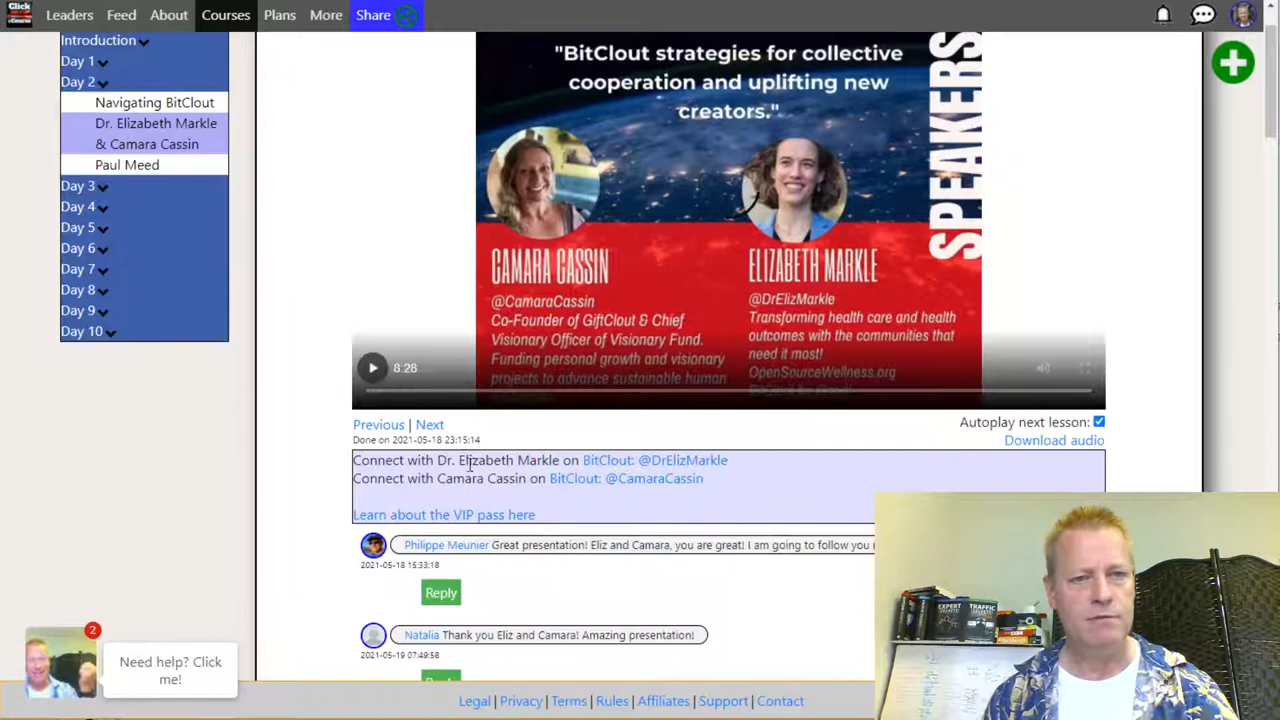 Click
eCourse
Leaders Feed About Courses Plans More Share
Introduction
Day 1
Day 2
Navigating BitClout
Dr. Elizabeth Markle
& Camara Cassin
Paul Meed
Day 3
Day 4
Day 5
Day 6
Day 7
Day 8
Day 9
Day 10
"BitClout strategies for collective
cooperation and uplifting new
creators."
SPEAKERS
CAMARA CASSIN
@CamaraCassin
Co-Founder of GiftClout & Chief
Visionary Officer of Visionary Fund.
Funding personal growth and visionary
projects to advance sustainable human
ELIZABETH MARKLE
@DrElizMarkle
Transforming health care and health
outcomes with the communities that
need it most!
OpenSourceWellness.org
8:28
Previous | Next
Autoplay next lesson:
Done on 2021-05-18 23:15:14
Download audio
Connect with Dr. Elizabeth Markle on BitClout: @DrElizMarkle
Connect with Camara Cassin on BitClout: @CamaraCassin
Learn about the VIP pass here
Philippe Meunier Great presentation! Eliz and Camara, you are great! I am going to follow you
2021-05-18 15:33:18
Reply
Natalia Thank you Eliz and Camara! Amazing presentation!
2021-05-19 07:49:58
2
Need help? Click
me!
EXPERT
SECRETS
TRAFFIC
SECRETS
Legal | Privacy | Terms | Rules | Affiliates | Support | Contact